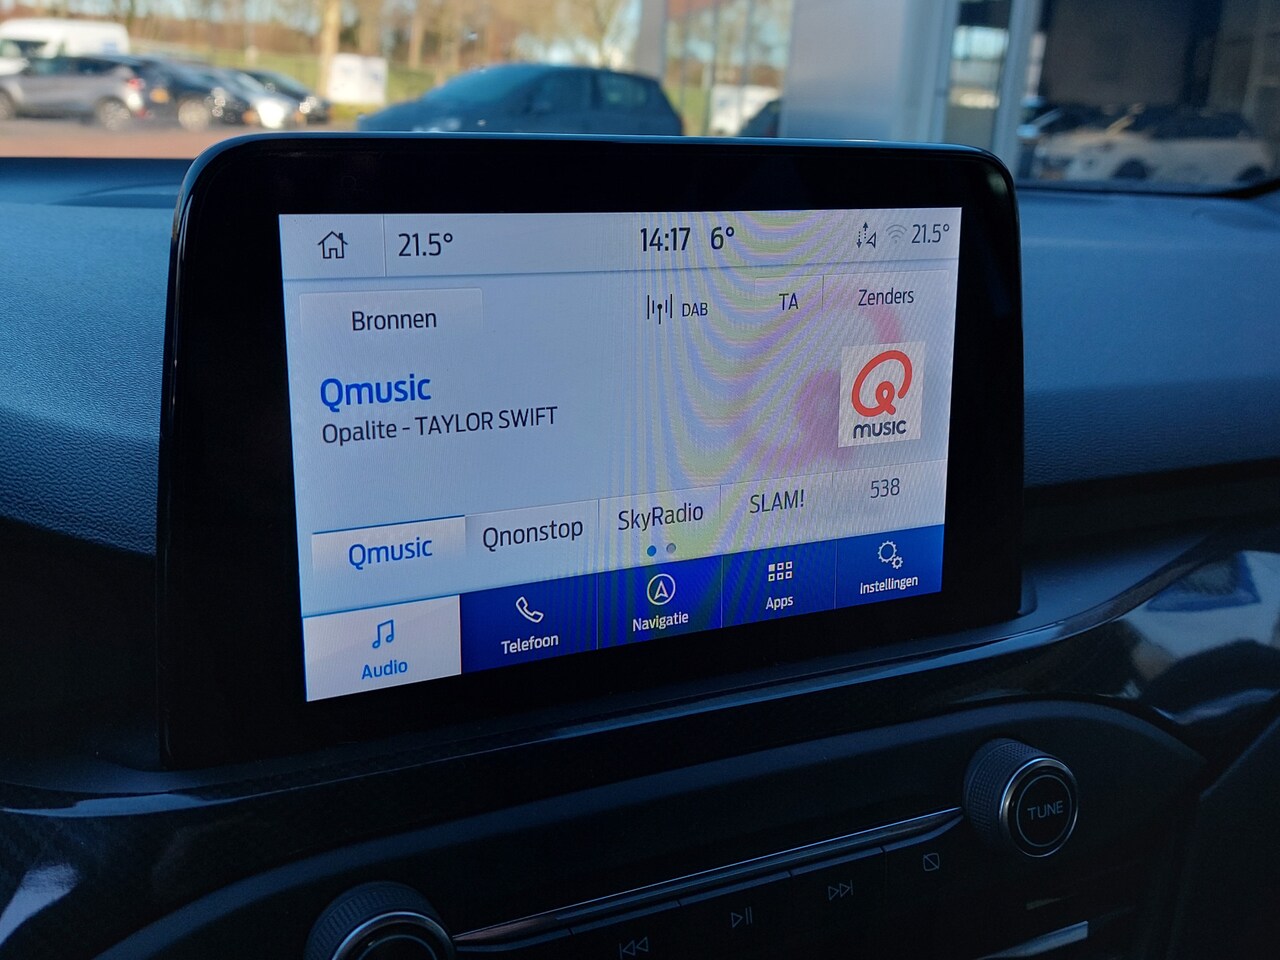 21.5°
14:17 6°
21.5°
Bronnen
DAB
TA
Zenders
Qmusic
Opalite - TAYLOR SWIFT
MUSIC
Qmusic
Qnonstop
SkyRadio
SLAM!
538
Audio
Telefoon
Navigatie
Apps
Instellingen
TUNE